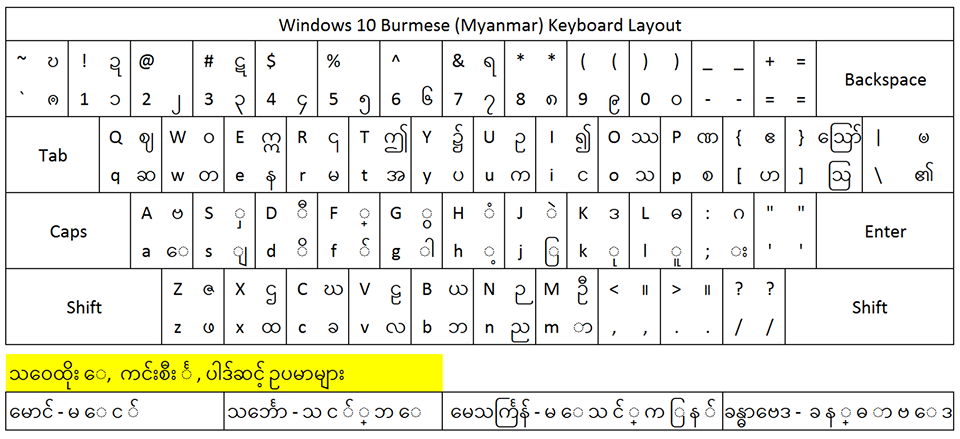 Windows 10 Burmese (Myanmar) Keyboard Layout
~ ဎ ! ဍ @ # ဋ $ % ^ & ရ * * ( ( ) ) _ _ + =
` ၐ 1 ၁ 2 ၂ 3 ၃ 4 ၄ 5 ၅ 6 ၆ 7 ၇ 8 ၈ 9 ၉ 0 ၀ - - = = Backspace
Q ဈ W ဝ E ဣ R ၎ T ဤ Y ၌ U ဥ I ၍ O ဿ P ဏ { ဧ } ဪ |
Tab q ဆ w တ e န r မ t အ y ပ u က i င o သ p စ [ ဟ ] ဩ \ ၏
A ဗ S ှ D ီ F ္ G ွ H ံ J ဲ K ဒ L ဓ : ဂ " "
Caps a ေ s ျ d ိ f ် g ါ h ့ j ြ k ု l ူ ; း ' ' Enter
Z ဇ X ဌ C ဃ V ဠ B ယ N ဉ M ဦ < ။ > ။ ? ?
Shift z ဖ x ထ c ခ v လ b ဘ n ည m ာ , , . . / / Shift
သဝေထိုး ေ, ကင်းစီး င်္ , ပါဌ်ဆင့် ဥပမာများ
မောင် - မ ေ င ် သင်္ဘော - သ င ် ္ ဘ ေ မေသင်္ကြန် - မ ေ သ င ် ္ က ြ န ် ခန္ဓာဗေဒ - ခ န ္ ဓ ာ ဗ ေ ဒ